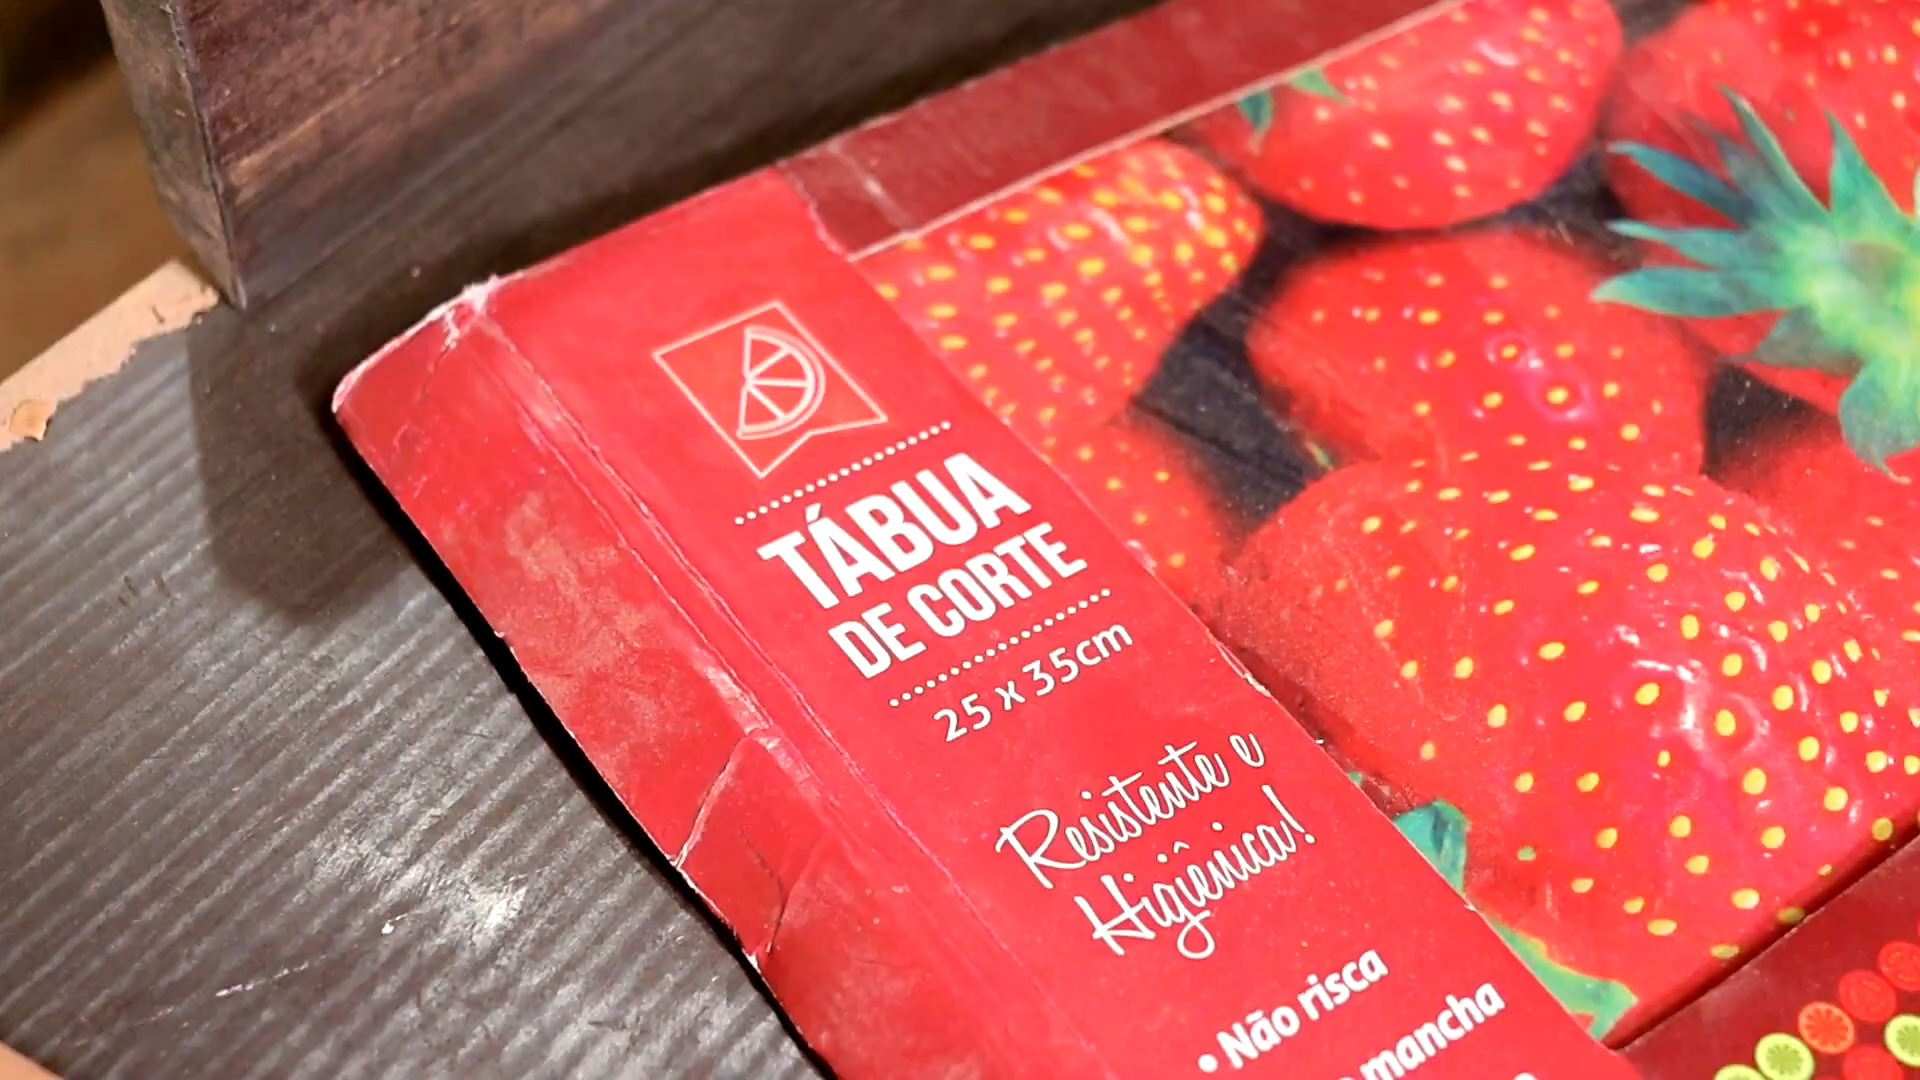 TÁBUA
DE CORTE
25 x 35cm
Resistente e
Higiênica!
• Não risca
mancha